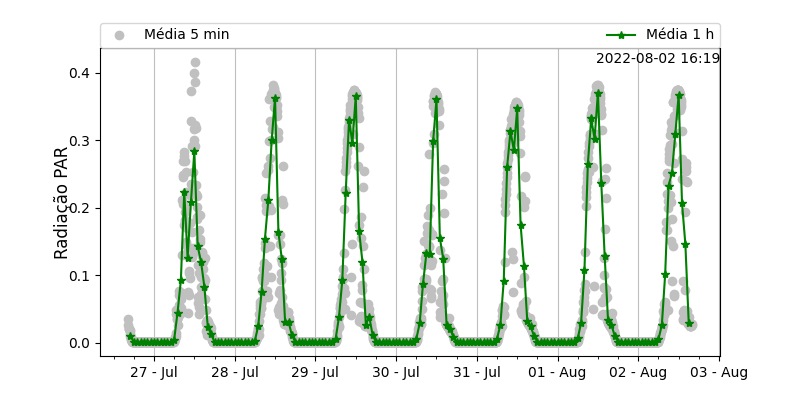 Média 5 min
Média 1 h
2022-08-02 16:19
Radiação PAR
0.4
0.3
0.2
0.1
0.0
27 - Jul
28 - Jul
29 - Jul
30 - Jul
31 - Jul
01 - Aug
02 - Aug
03 - Aug